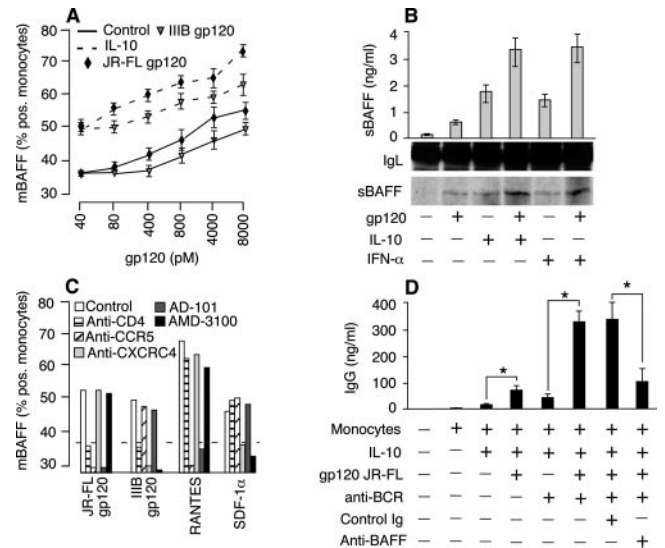 A
Control
IIIB gp120
IL-10
JR-FL gp120
mBAFF (% pos. monocytes)
80
70
60
50
40
30
40
80
400
800
4000
8000
gp120 (pM)
B
sBAFF (ng/ml)
6
4
2
0
IgL
sBAFF
gp120 – + – + – +
IL-10 – – + + – –
IFN-α – – – – + +
C
Control
AD-101
Anti-CD4
AMD-3100
Anti-CCR5
Anti-CXCRC4
mBAFF (% pos. monocytes)
80
70
60
50
40
30
JR-FL gp120
IIIB gp120
RANTES
SDF-1α
D
IgG (ng/ml)
400
300
200
100
0
*
*
*
Monocytes – + + + + + + +
IL-10 – – + + + + + +
gp120 JR-FL – – – + – + + +
anti-BCR – – – – + + + +
Control Ig – – – – – – + –
Anti-BAFF – – – – – – – +